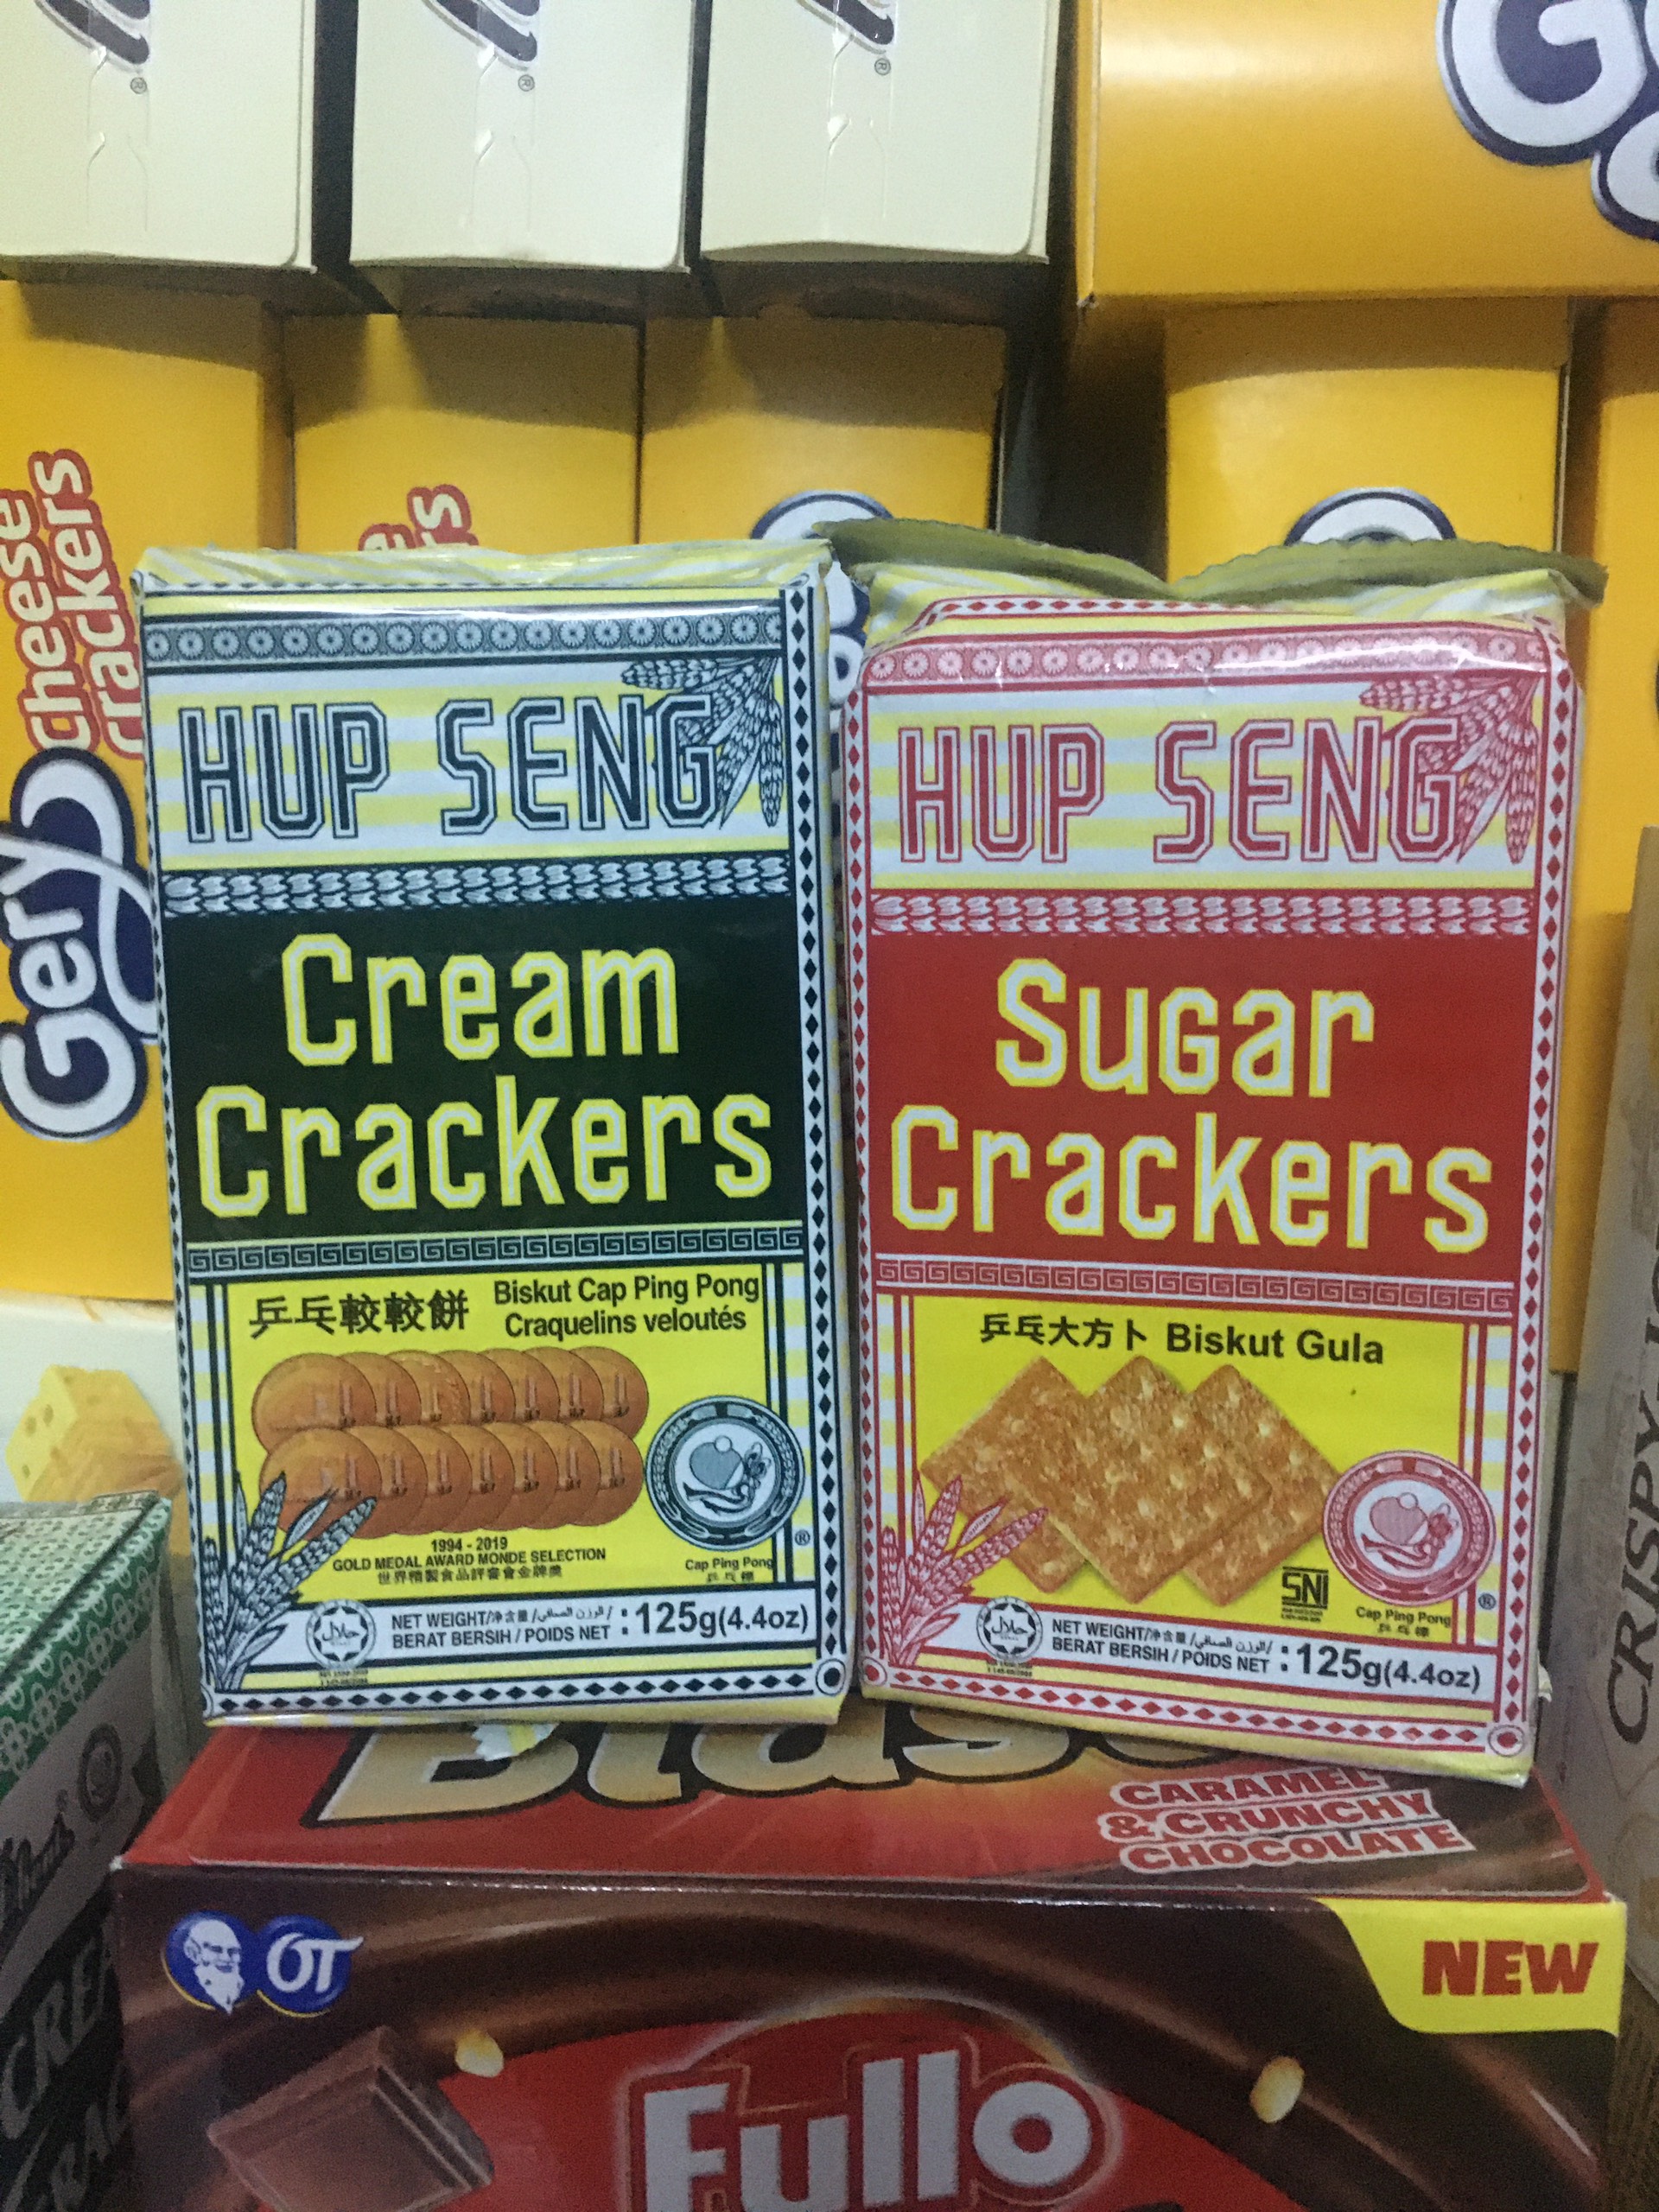 Gery
cheese
crackers
HUP SENG
Cream
Crackers
乒乓較較餅
Biskut Cap Ping Pong
Craquelins veloutés
1994 - 2019
GOLD MEDAL AWARD MONDE SELECTION
世界精製食品評審會金牌獎
Cap Ping Pong
乒乓標
®
حلال
NET WEIGHT/净含量/الوزن الصافي/
BERAT BERSIH / POIDS NET : 125g(4.4oz)
HUP SENG
Sugar
Crackers
乒乓大方卜 Biskut Gula
SNI
Cap Ping Pong
乒乓標
®
حلال
NET WEIGHT/净含量/الوزن الصافي/
BERAT BERSIH / POIDS NET : 125g(4.4oz)
CARAMEL
& CRUNCHY
CHOCOLATE
OT
NEW
Fullo
CRISPY